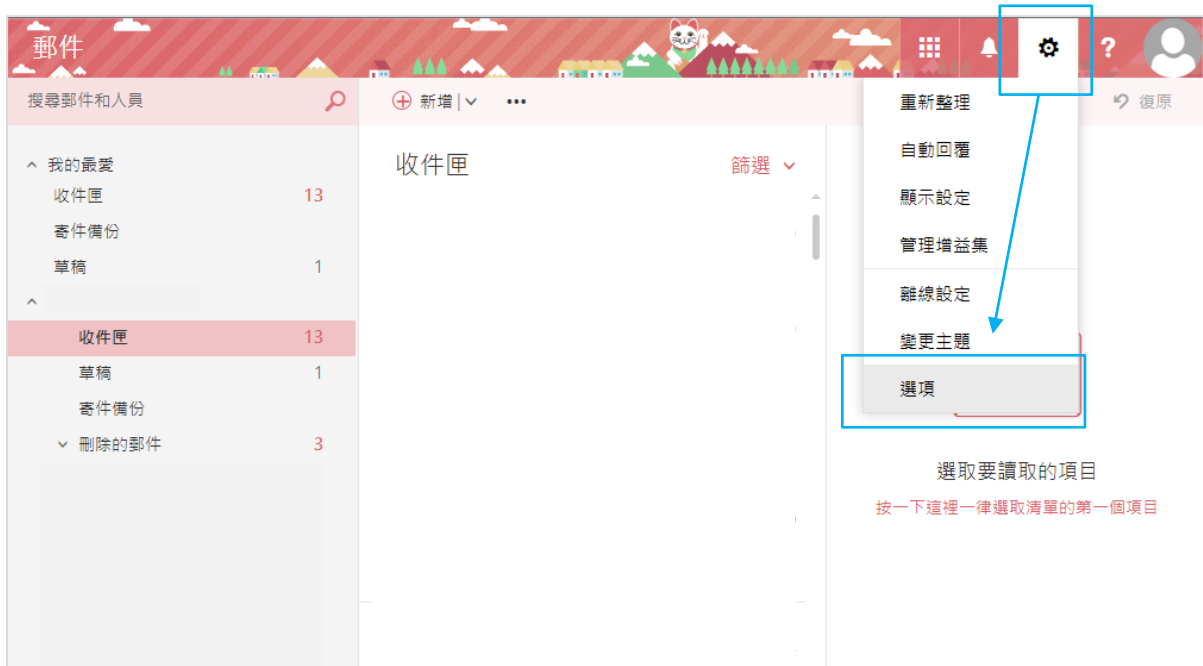 郵件
?
搜尋郵件和人員
新增
•••
復原
我的最愛
收件匣 13
寄件備份
草稿 1
收件匣 13
草稿 1
寄件備份
刪除的郵件 3
收件匣
篩選
重新整理
自動回覆
顯示設定
管理增益集
離線設定
變更主題
選項
選取要讀取的項目
按一下這裡一律選取清單的第一個項目